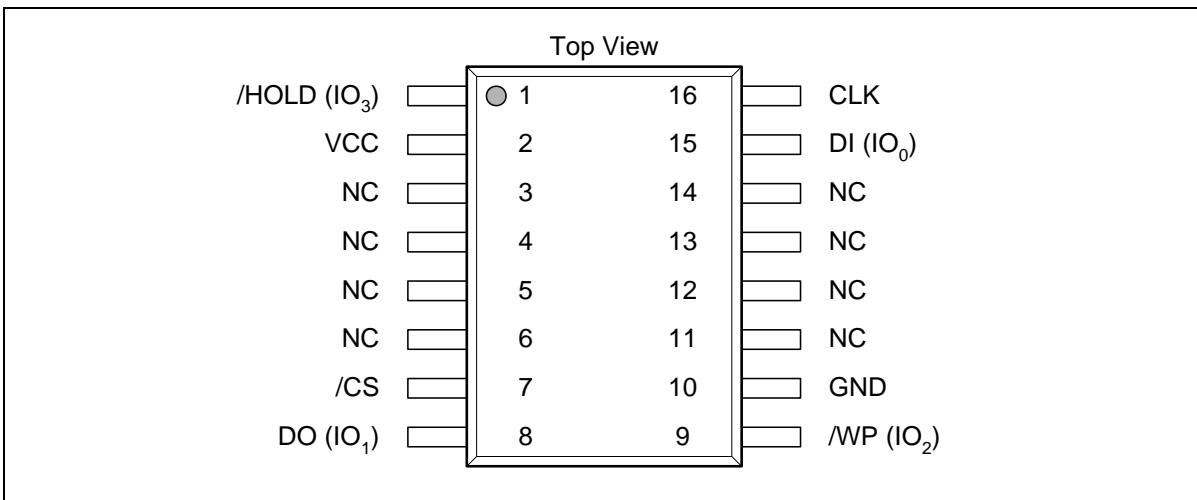 Top View
/HOLD (IO₃) 1 16 CLK
VCC 2 15 DI (IO₀)
NC 3 14 NC
NC 4 13 NC
NC 5 12 NC
NC 6 11 NC
/CS 7 10 GND
DO (IO₁) 8 9 /WP (IO₂)